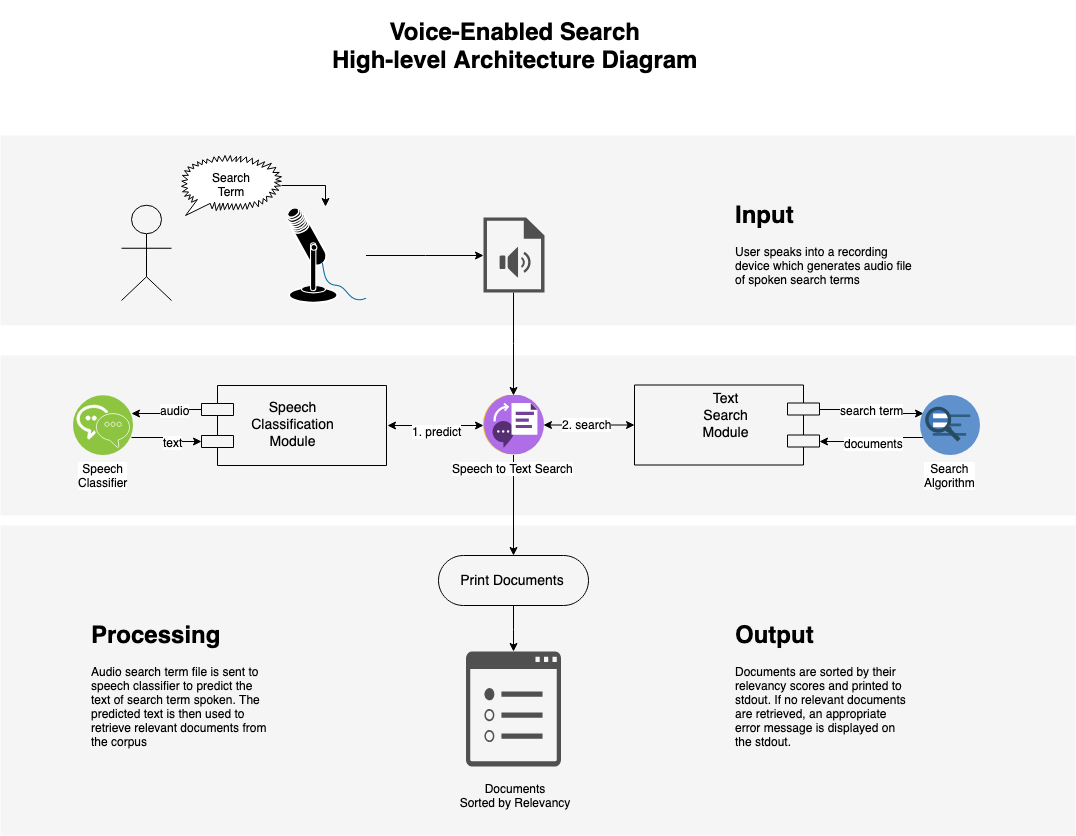 Voice-Enabled Search
High-level Architecture Diagram
Search
Term
Input
User speaks into a recording
device which generates audio file
of spoken search terms
audio
text
Speech
Classifier
Speech
Classification
Module
1. predict
Speech to Text Search
2. search
Text
Search
Module
search term
documents
Search
Algorithm
Print Documents
Processing
Audio search term file is sent to
speech classifier to predict the
text of search term spoken. The
predicted text is then used to
retrieve relevant documents from
the corpus
Output
Documents are sorted by their
relevancy scores and printed to
stdout. If no relevant documents
are retrieved, an appropriate
error message is displayed on
the stdout.
Documents
Sorted by Relevancy